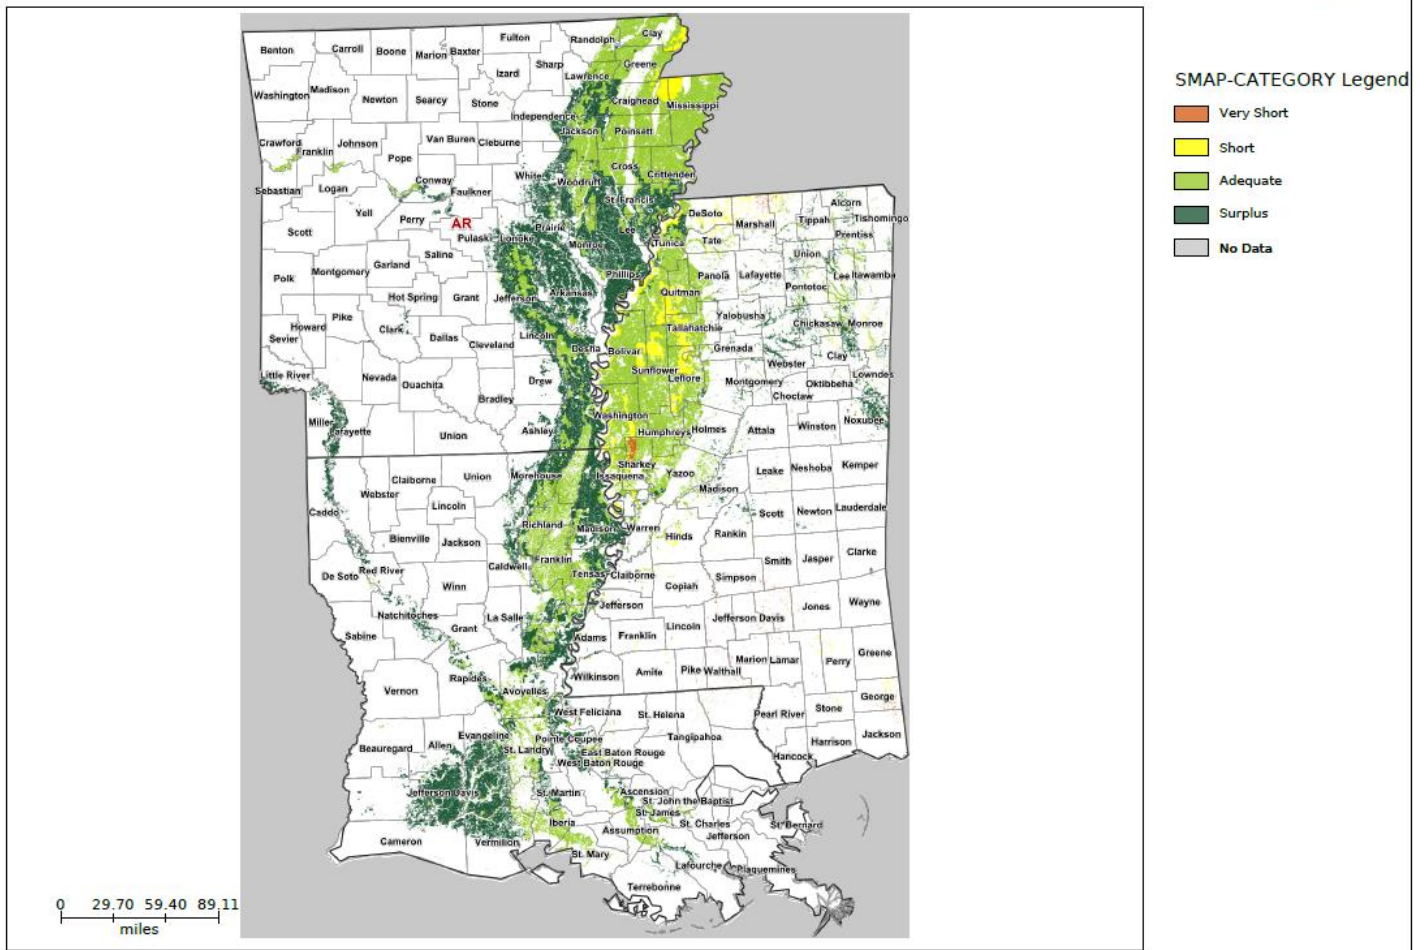 SMAP-CATEGORY Legend
Very Short
Short
Adequate
Surplus
No Data
Benton
Carroll
Boone
Marion
Baxter
Fulton
Randolph
Clay
Sharp
Greene
Izard
Lawrence
Washington
Madison
Newton
Searcy
Stone
Craighead
Mississippi
Independence
Jackson
Poinsett
Crawford
Franklin
Johnson
Van Buren
Cleburne
Pope
Cross
Crittenden
White
Woodruff
Conway
Faulkner
Sebastian
Logan
St. Francis
Yell
Perry
AR
Scott
Pulaski
Lonoke
Prairie
Lee
Monroe
Saline
Garland
Polk
Montgomery
Phillips
Hot Spring
Grant
Jefferson
Arkansas
Pike
Howard
Sevier
Clark
Dallas
Cleveland
Lincoln
Desha
Little River
Nevada
Ouachita
Drew
Bradley
Miller
Lafayette
Union
Ashley
DeSoto
Marshall
Alcorn
Tippah
Tishomingo
Prentiss
Tunica
Tate
Union
Panola
Lafayette
Lee
Itawamba
Pontotoc
Quitman
Yalobusha
Chickasaw
Monroe
Tallahatchie
Grenada
Bolivar
Clay
Webster
Sunflower
Leflore
Lowndes
Montgomery
Oktibbeha
Choctaw
Washington
Humphreys
Holmes
Attala
Winston
Noxubee
Sharkey
Issaquena
Yazoo
Leake
Neshoba
Kemper
Madison
Scott
Newton
Lauderdale
Warren
Hinds
Rankin
Smith
Jasper
Clarke
Claiborne
Copiah
Simpson
Jefferson
Jones
Wayne
Lincoln
Jefferson Davis
Adams
Franklin
Greene
Marion
Lamar
Perry
Wilkinson
Amite
Pike
Walthall
George
Pearl River
Stone
Harrison
Jackson
Hancock
Claiborne
Union
Morehouse
Webster
Lincoln
Caddo
Richland
Madison
Bienville
Jackson
Franklin
Caldwell
De Soto
Red River
Tensas
Winn
Natchitoches
La Salle
Grant
Sabine
Rapides
Vernon
Avoyelles
West Feliciana
St. Helena
Tangipahoa
Evangeline
Beauregard
Allen
St. Landry
Pointe Coupee
East Baton Rouge
West Baton Rouge
Jefferson Davis
St. Martin
Ascension
St. John the Baptist
St. James
St. Charles
Iberia
Assumption
Jefferson
St. Bernard
Cameron
Vermilion
St. Mary
Lafourche
Plaquemines
Terrebonne
0 29.70 59.40 89.11
miles